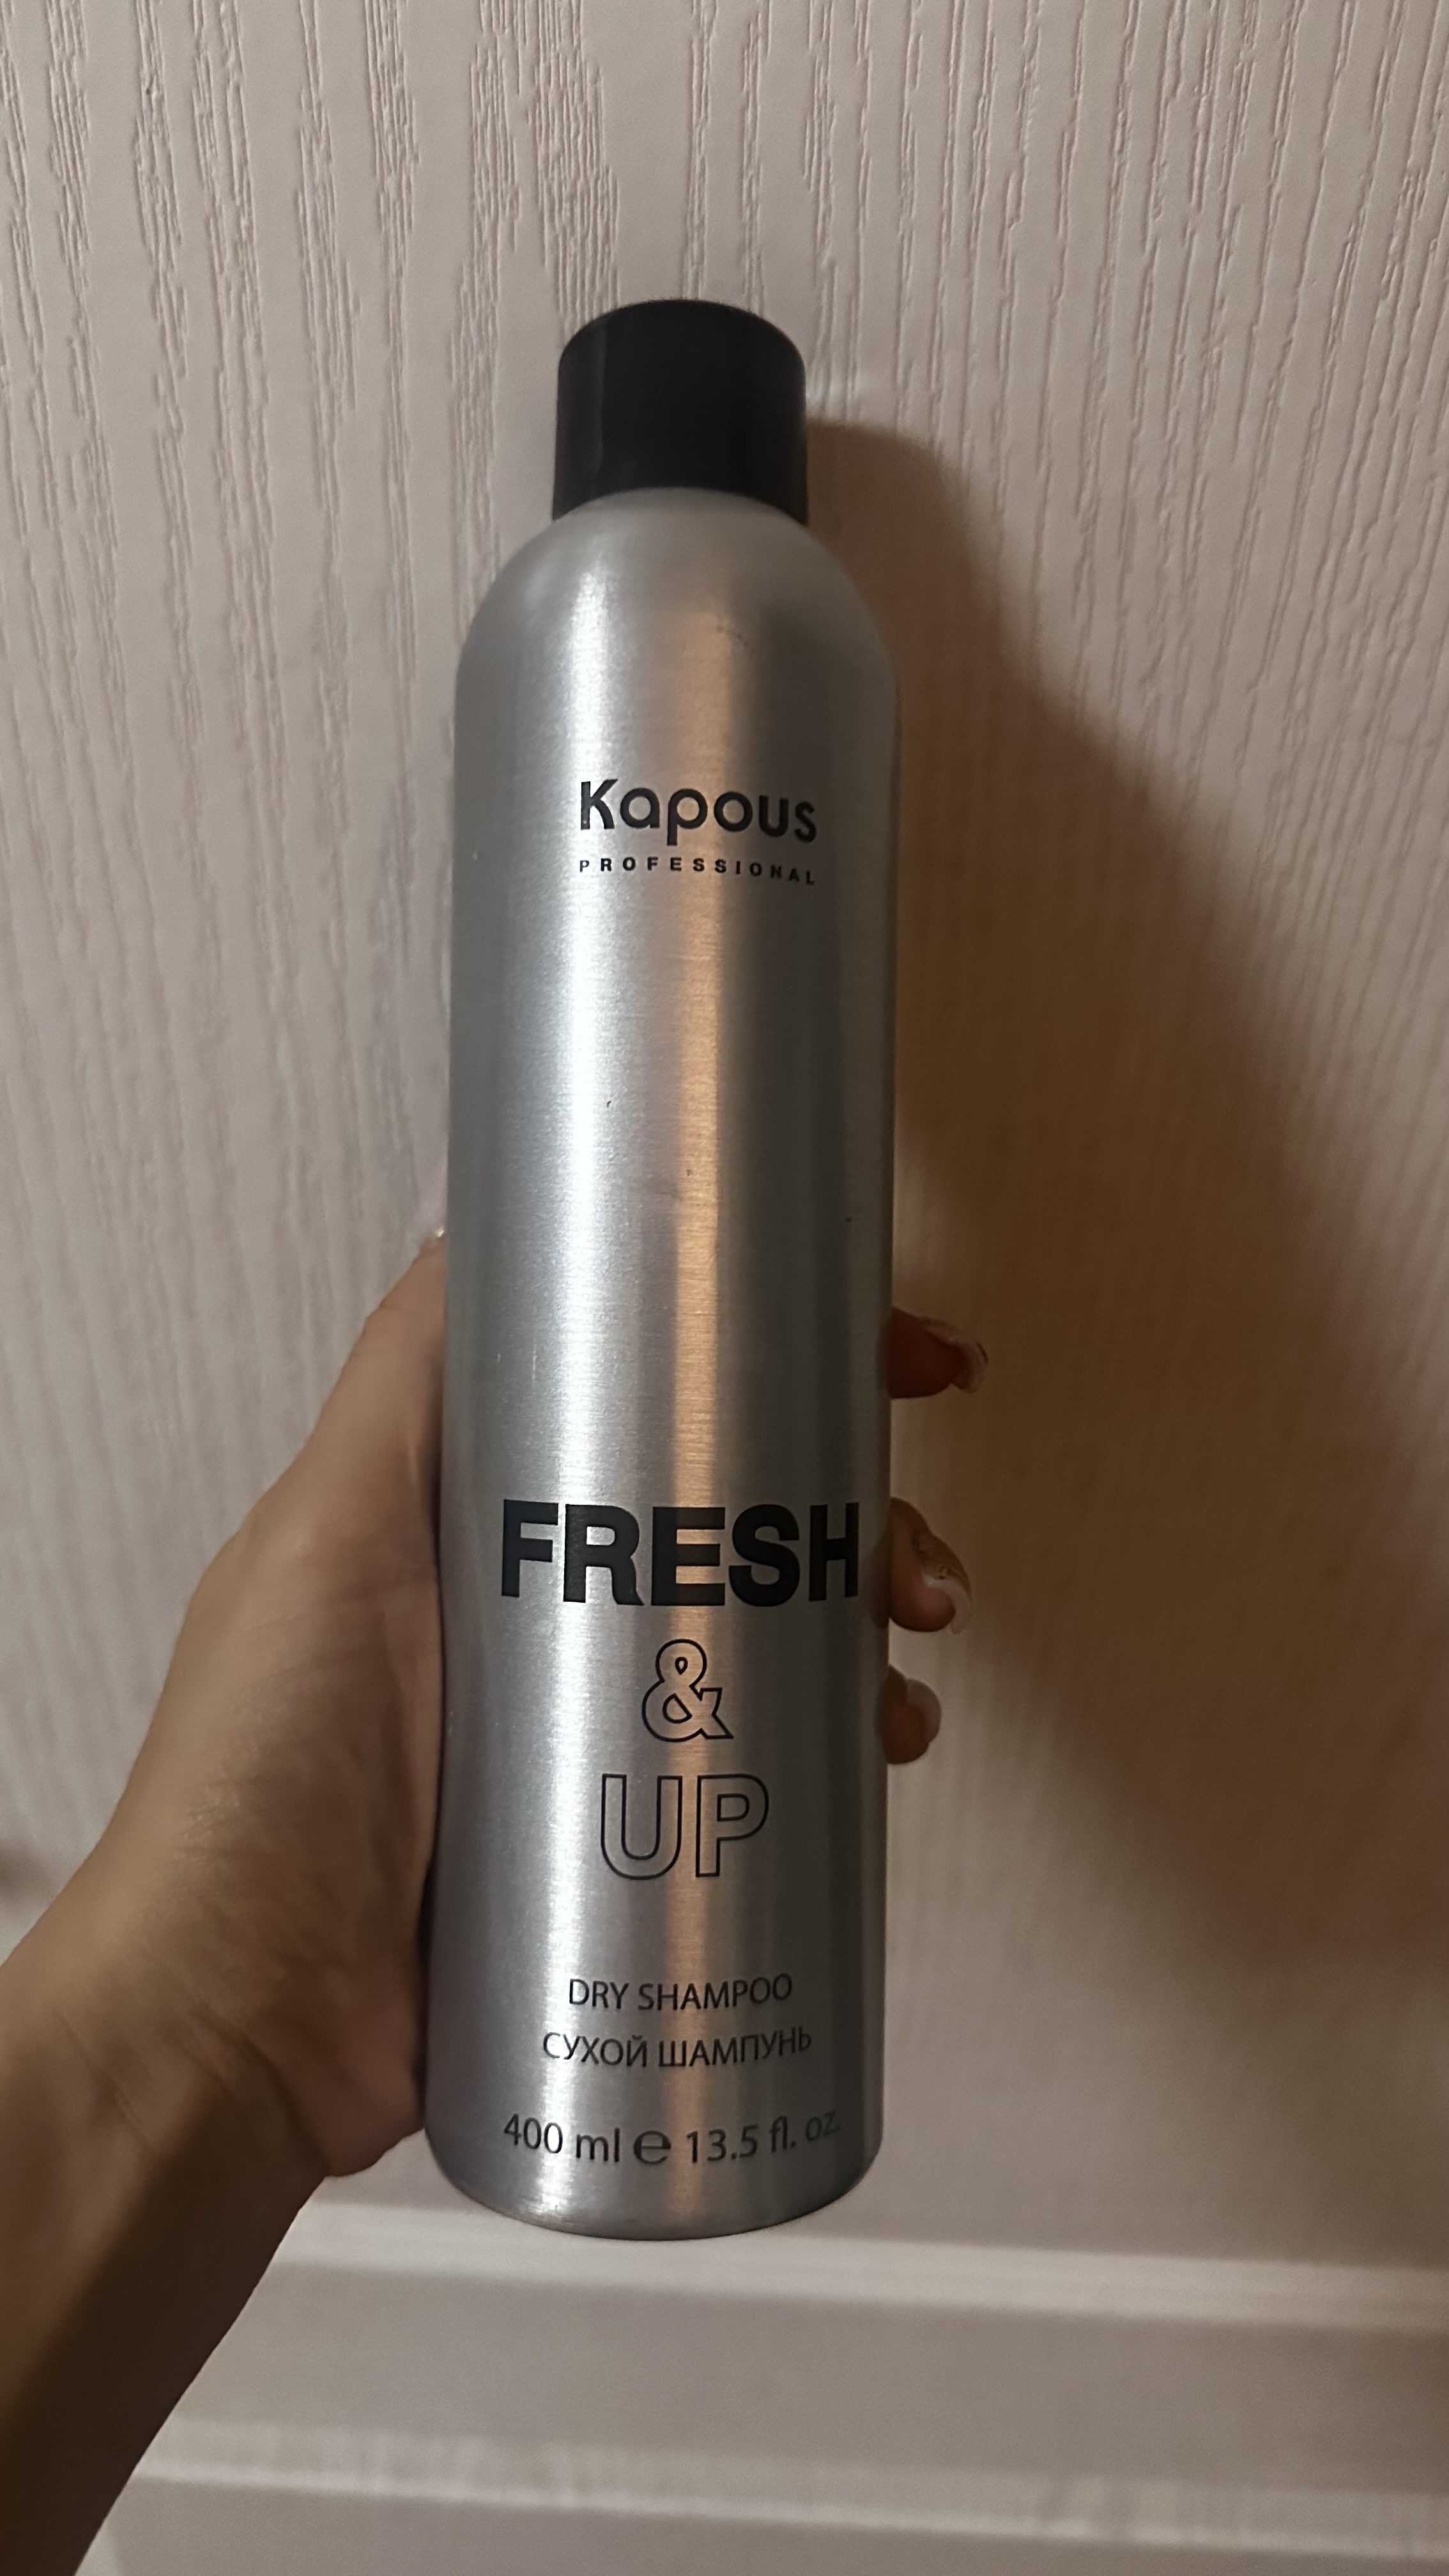 Kapous
PROFESSIONAL
FRESH
&
UP
DRY SHAMPOO
СУХОЙ ШАМПУНЬ
400 ml ℮ 13.5 fl. oz.